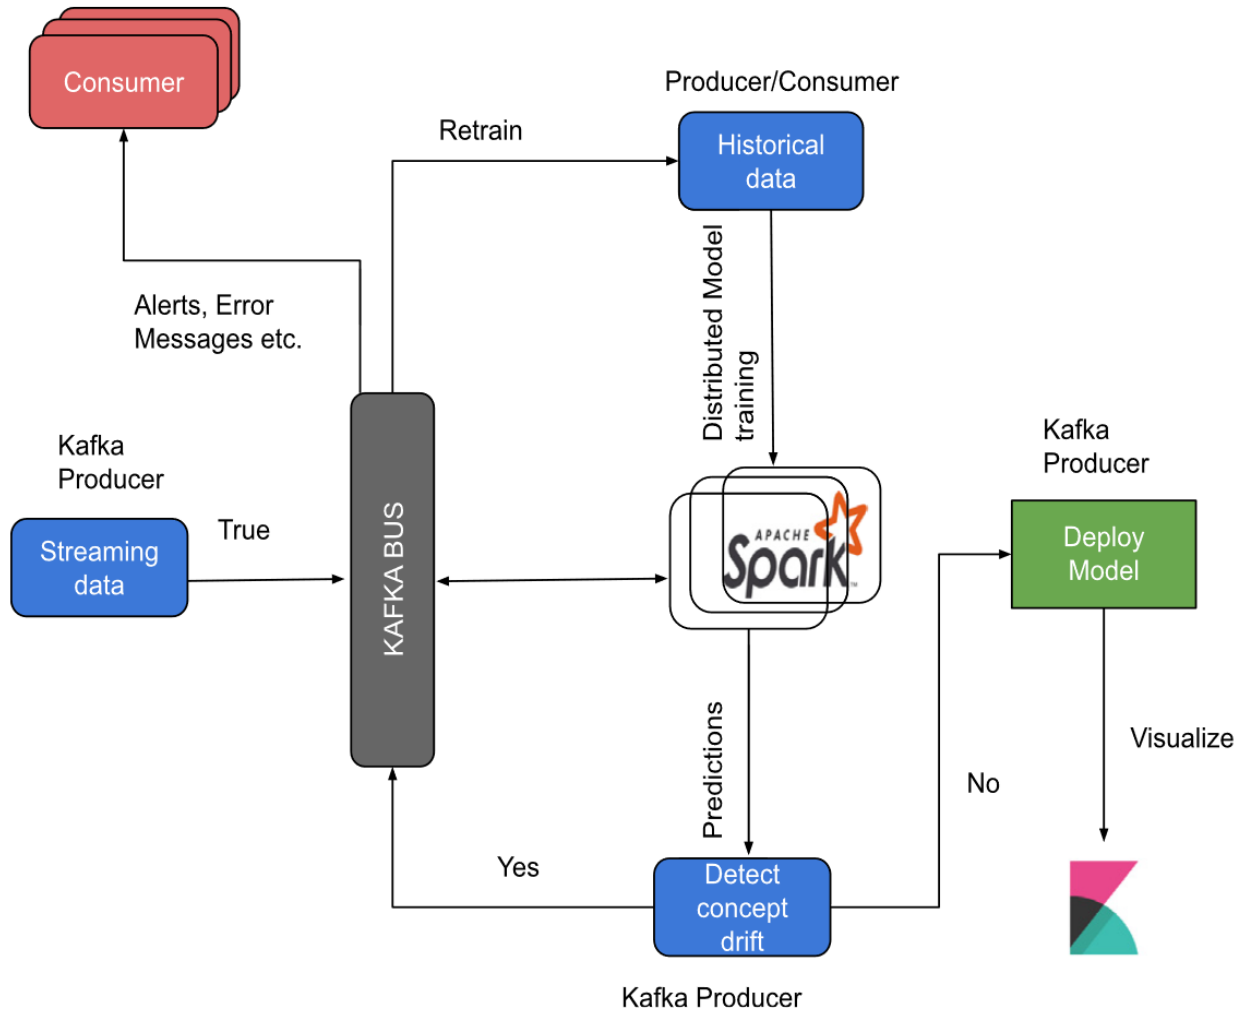 Consumer
Producer/Consumer
Retrain
Historical
data
Distributed Model
training
Alerts, Error
Messages etc.
Kafka
Producer
True
Streaming
data
KAFKA BUS
APACHE
Spark
TM
Kafka
Producer
Deploy
Model
Visualize
Predictions
No
Yes
Detect
concept
drift
Kafka Producer